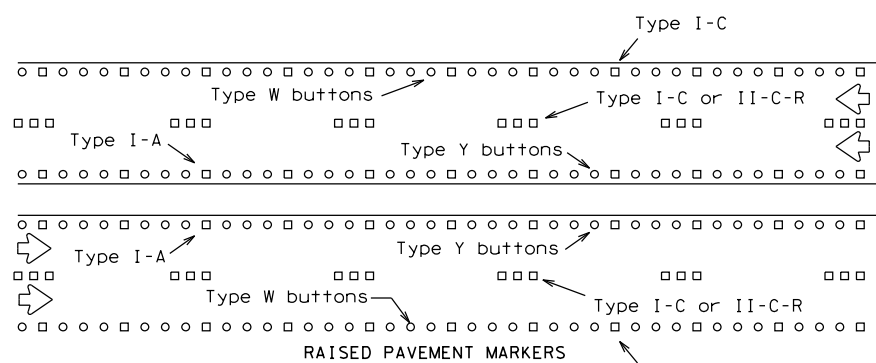 Type I-C
Type W buttons
Type I-C or II-C-R
Type I-A
Type Y buttons
Type I-A
Type Y buttons
Type W buttons
Type I-C or II-C-R
RAISED PAVEMENT MARKERS